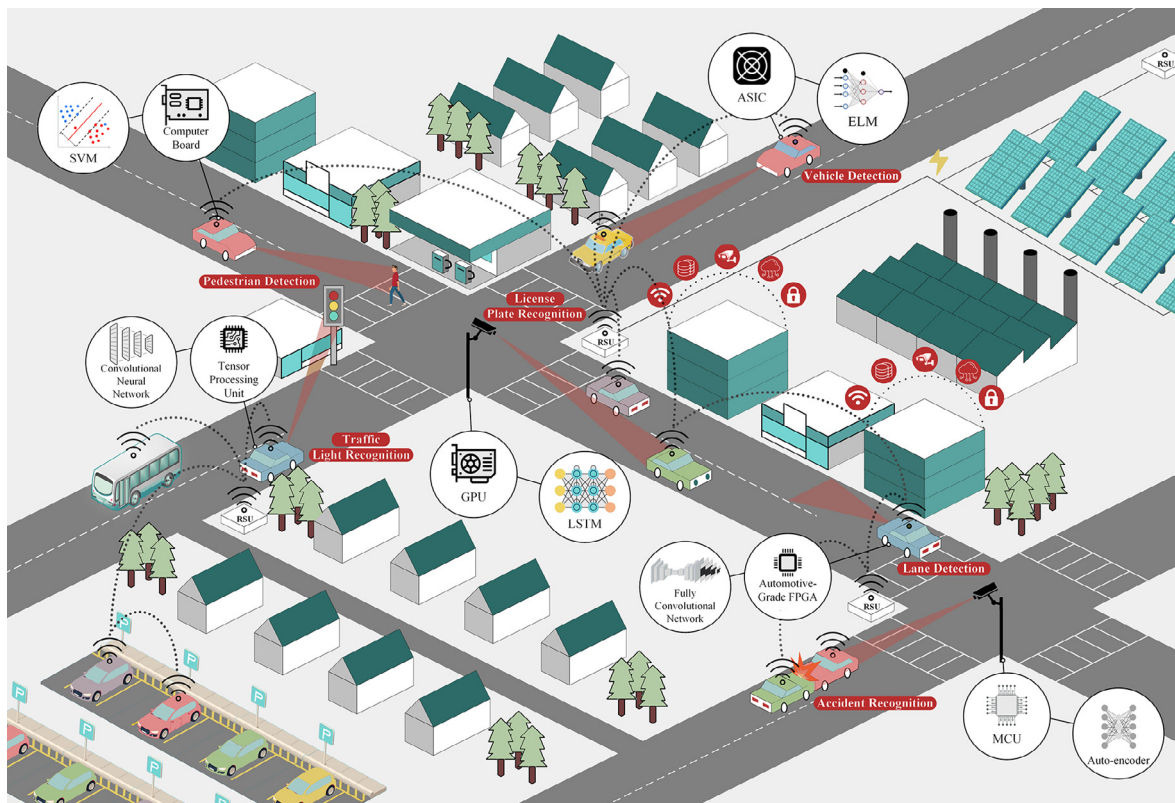 RSU
ASIC
ELM
SVM
Computer
Board
Vehicle Detection
Pedestrian Detection
License
Plate Recognition
RSU
Convolutional
Neural
Network
Tensor
Processing
Unit
Traffic
Light Recognition
GPU
LSTM
RSU
Fully
Convolutional
Network
Automotive-
Grade FPGA
Lane Detection
RSU
Accident Recognition
MCU
Auto-encoder
P
P
P
P
P
P
P
P
P